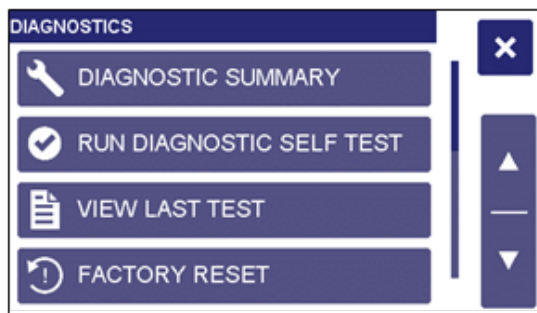 DIAGNOSTICS
DIAGNOSTIC SUMMARY
RUN DIAGNOSTIC SELF TEST
VIEW LAST TEST
FACTORY RESET